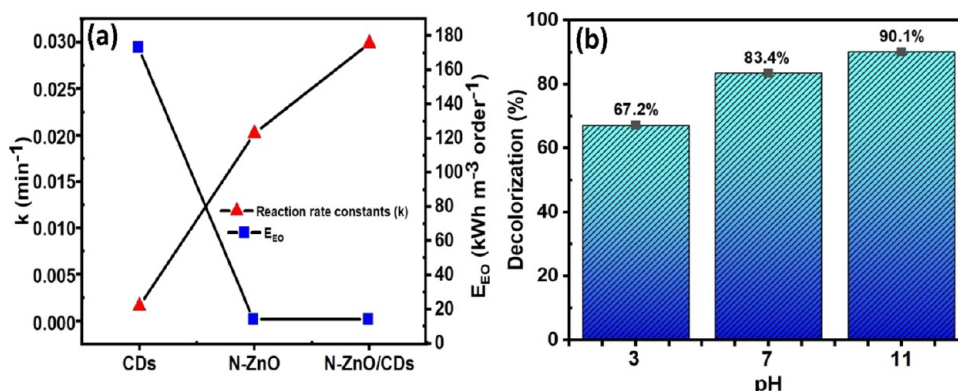 (a)
k (min⁻¹)
0.030
0.025
0.020
0.015
0.010
0.005
0.000
180
160
140
120
100
80
60
40
20
0
E_EO (kWh m⁻³ order⁻¹)
Reaction rate constants (k)
E_EO
CDs N-ZnO N-ZnO/CDs
(b)
Decolorization (%)
100
80
60
40
20
0
67.2%
83.4%
90.1%
3 7 11
pH